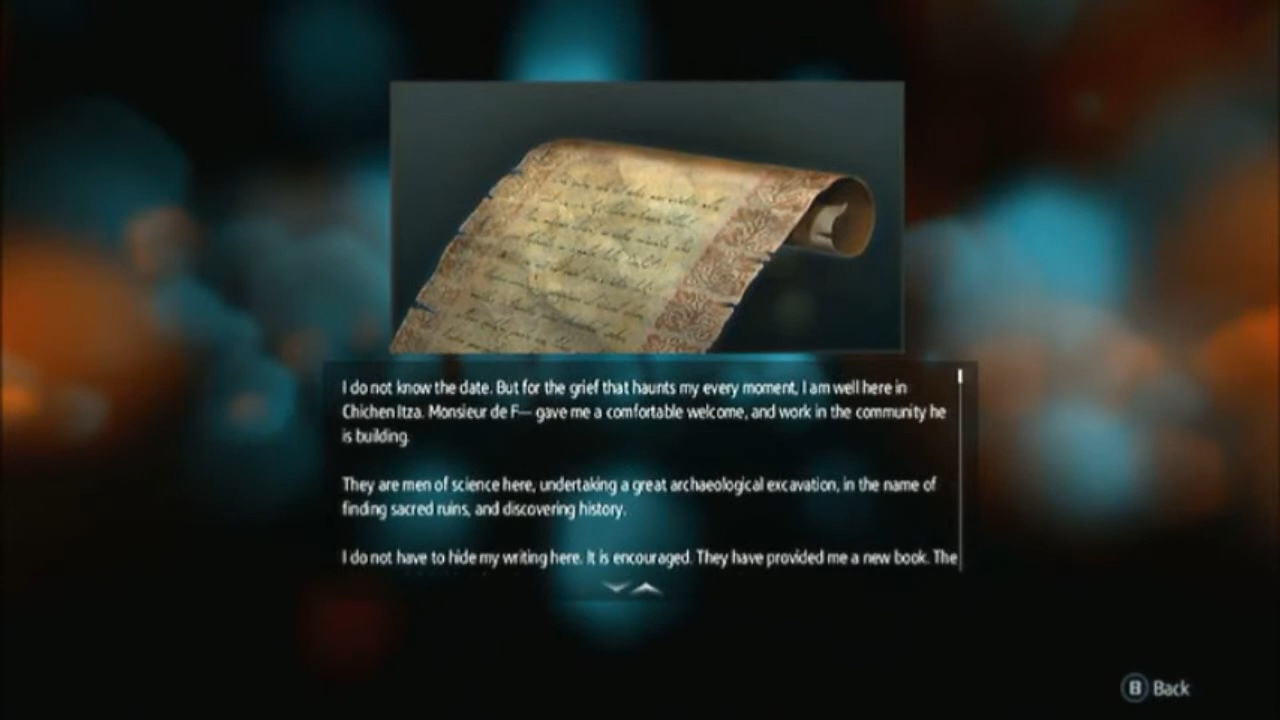 I do not know the date. But for the grief that haunts my every moment, I am well here in
Chichen Itza. Monsieur de F— gave me a comfortable welcome, and work in the community he
is building.
They are men of science here, undertaking a great archaeological excavation, in the name of
finding sacred ruins, and discovering history.
I do not have to hide my writing here. It is encouraged. They have provided me a new book. The
B Back